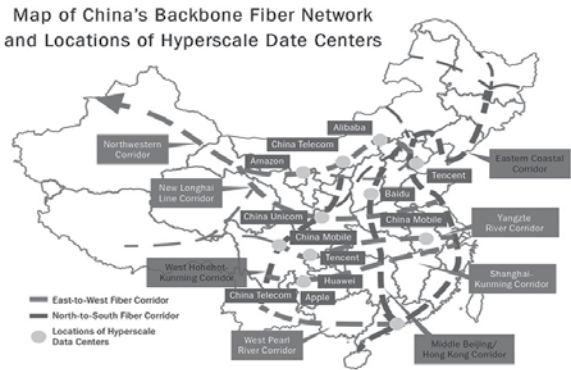 Map of China's Backbone Fiber Network
and Locations of Hyperscale Date Centers
Alibaba
China Telecom
Northwestern
Corridor
Amazon
Eastern Coastal
Corridor
Tencent
New Longhai
Line Corridor
Baidu
China Unicom
China Mobile
Yangzte
River Corridor
China Mobile
Tencent
West Hohehot-
Kunming Corridor
Shanghai-
Kunming Corridor
Huawei
China Telecom
Apple
East-to-West Fiber Corridor
North-to-South Fiber Corridor
Locations of Hyperscale
Data Centers
West Pearl
River Corridor
Middle Beijing/
Hong Kong Corridor